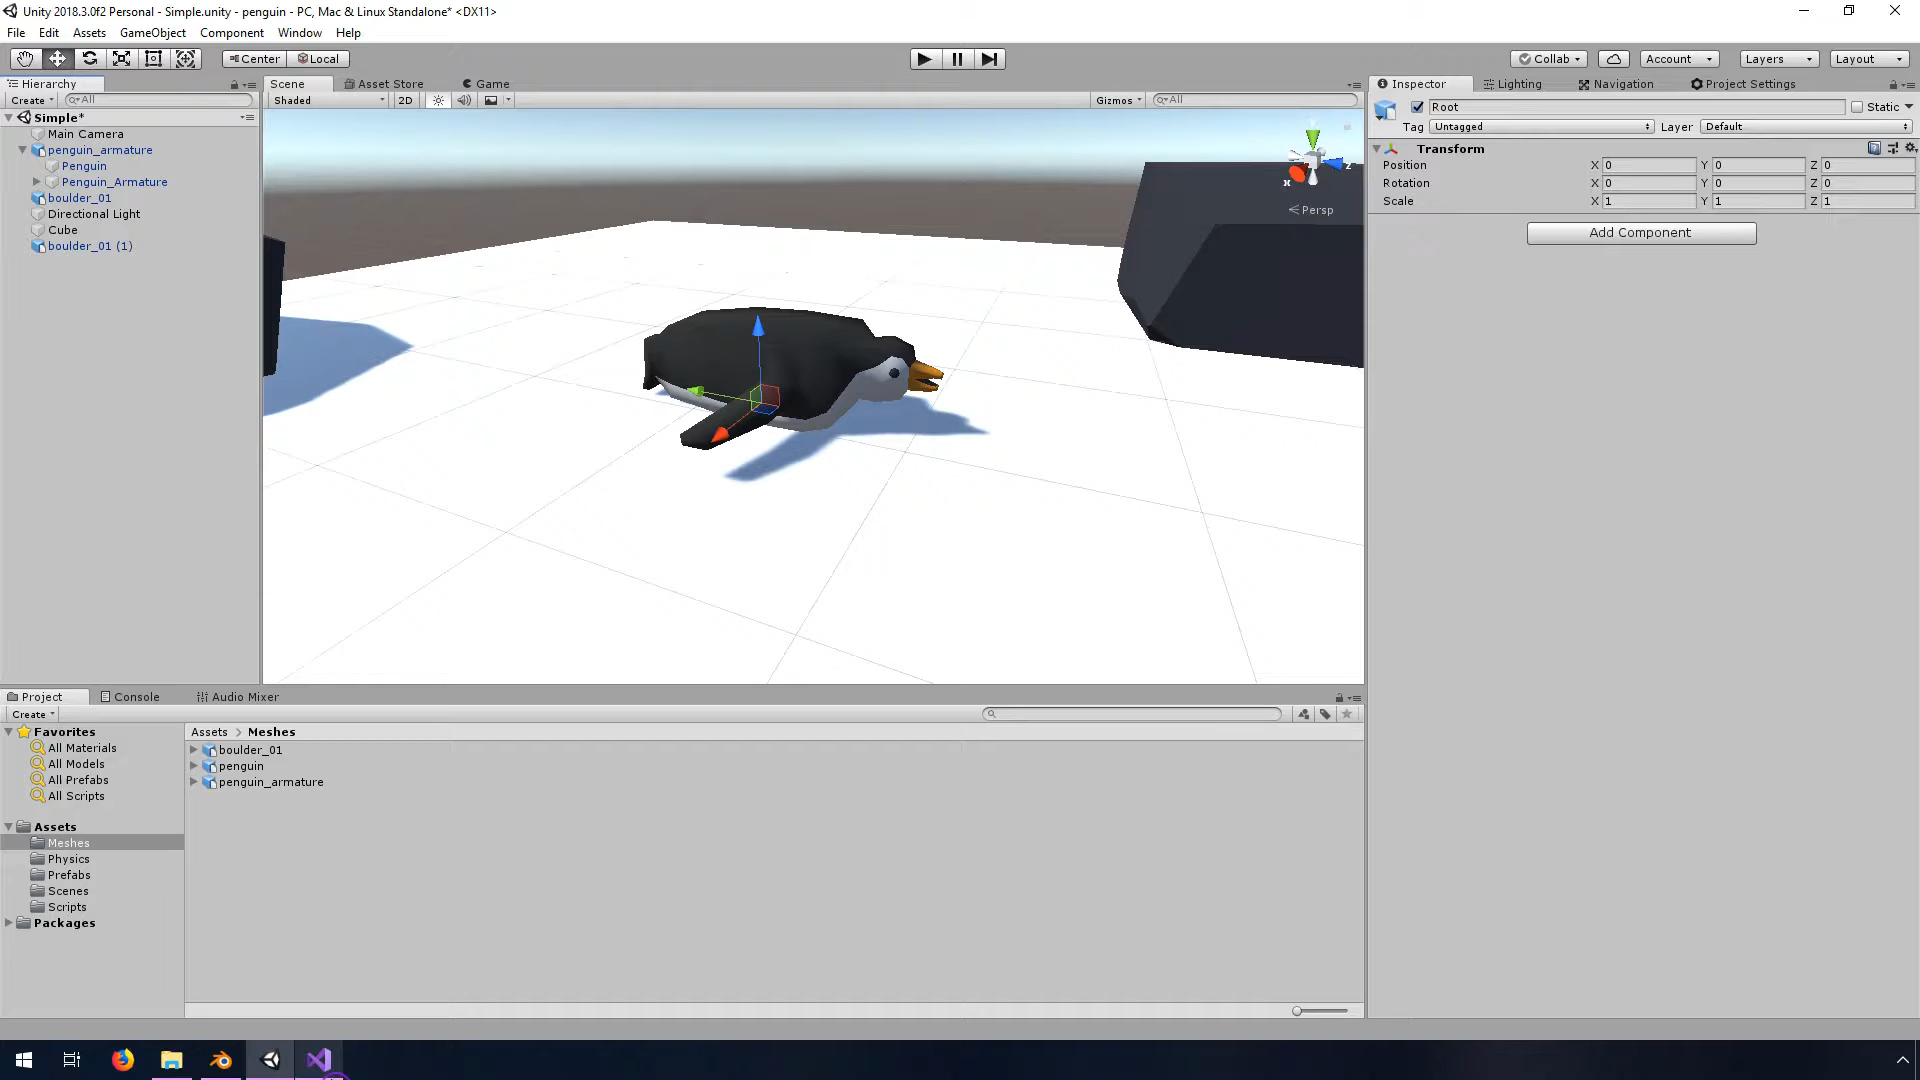 Unity 2018.3.0f2 Personal - Simple.unity - penguin - PC, Mac & Linux Standalone* <DX11>
File Edit Assets GameObject Component Window Help
Center Local Collab Account Layers Layout
Hierarchy Scene Asset Store Game Inspector Lighting Navigation Project Settings
Create All Shaded 2D Gizmos All
Root Static
Simple*
Tag Untagged Layer Default
Main Camera
penguin_armature
Transform
Penguin
Position X 0 Y 0 Z 0
Penguin_Armature
Rotation X 0 Y 0 Z 0
boulder_01
Scale X 1 Y 1 Z 1
Directional Light
Cube
boulder_01 (1)
Add Component
x
z
Persp
Project Console Audio Mixer
Create
Favorites
All Materials
All Models
All Prefabs
All Scripts
Assets
Meshes
Physics
Prefabs
Scenes
Scripts
Packages
Assets > Meshes
boulder_01
penguin
penguin_armature